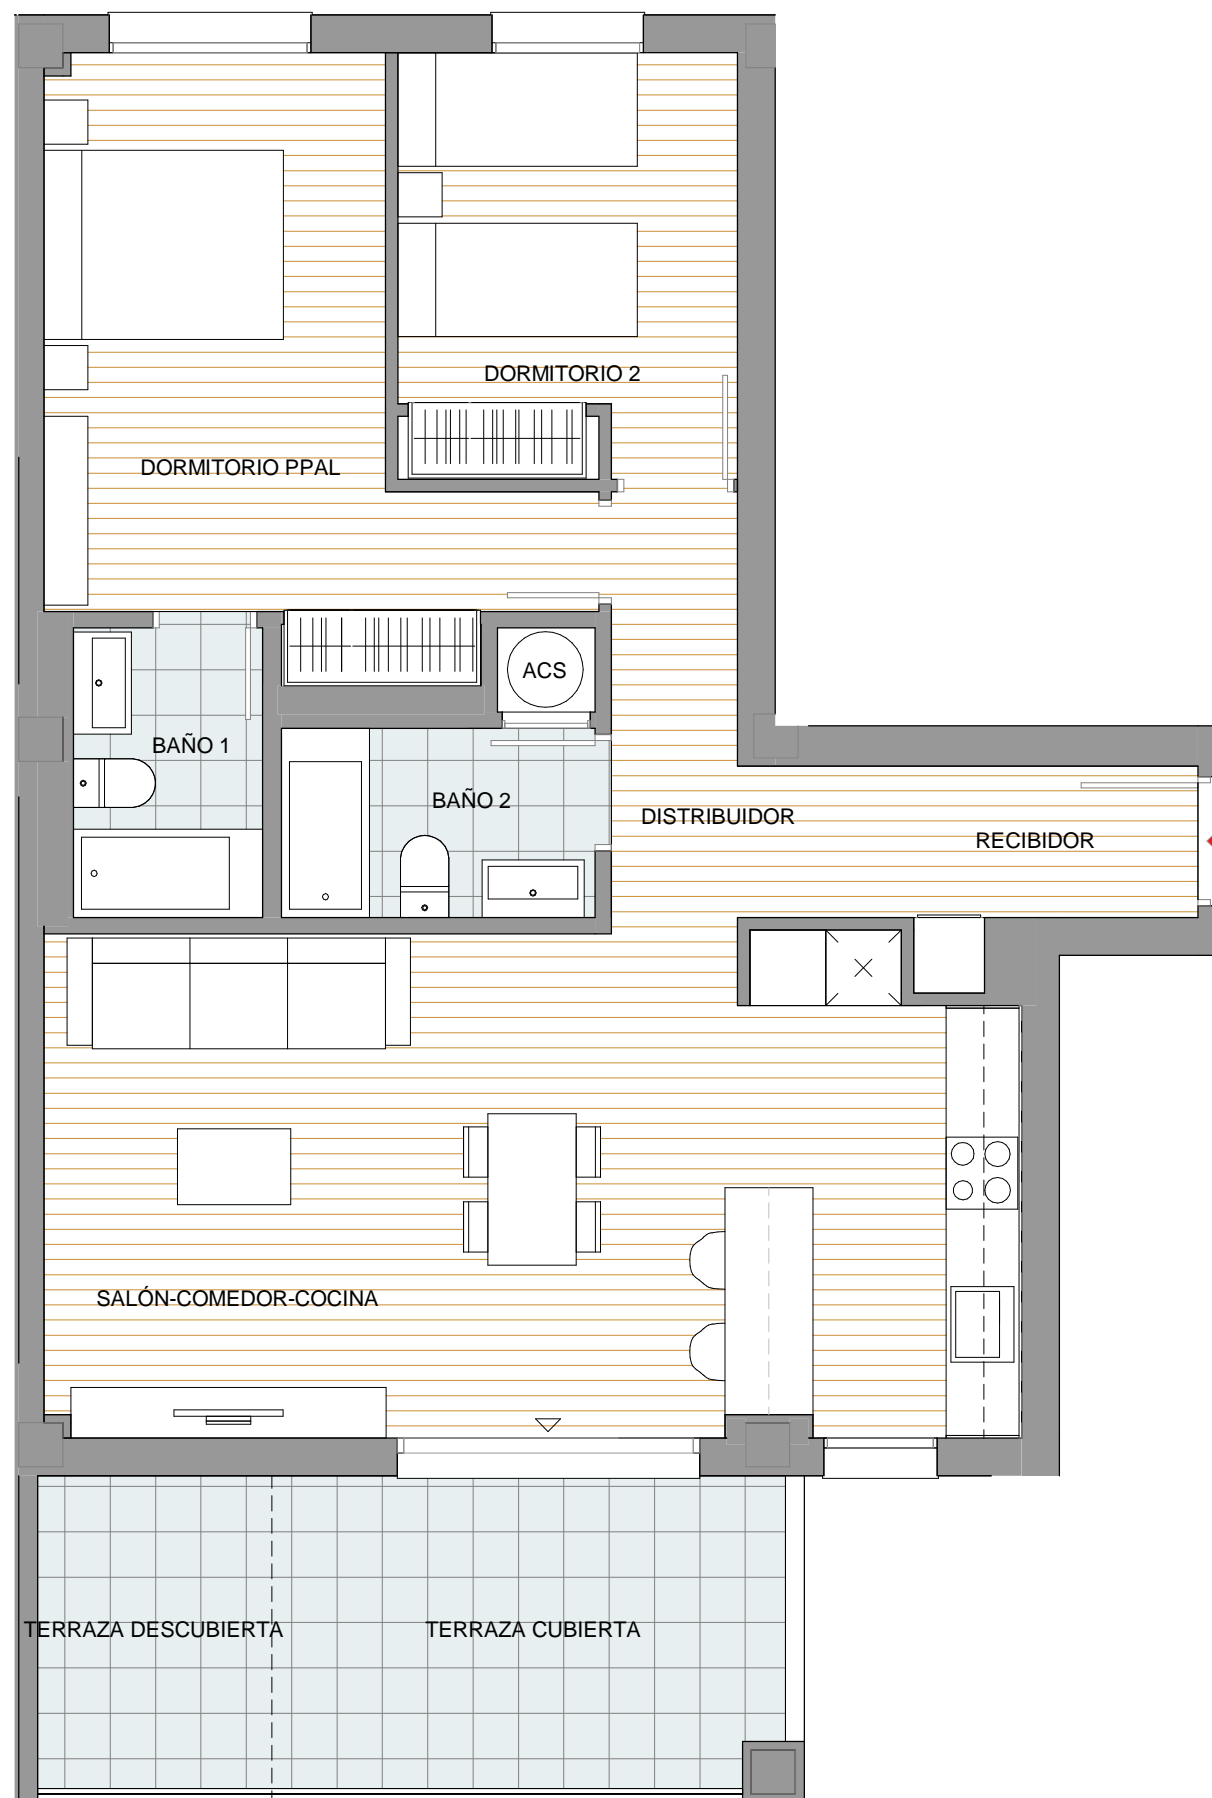 DORMITORIO 2
DORMITORIO PPAL
ACS
BAÑO 1
BAÑO 2
DISTRIBUIDOR
RECIBIDOR
SALÓN-COMEDOR-COCINA
TERRAZA DESCUBIERTA
TERRAZA CUBIERTA